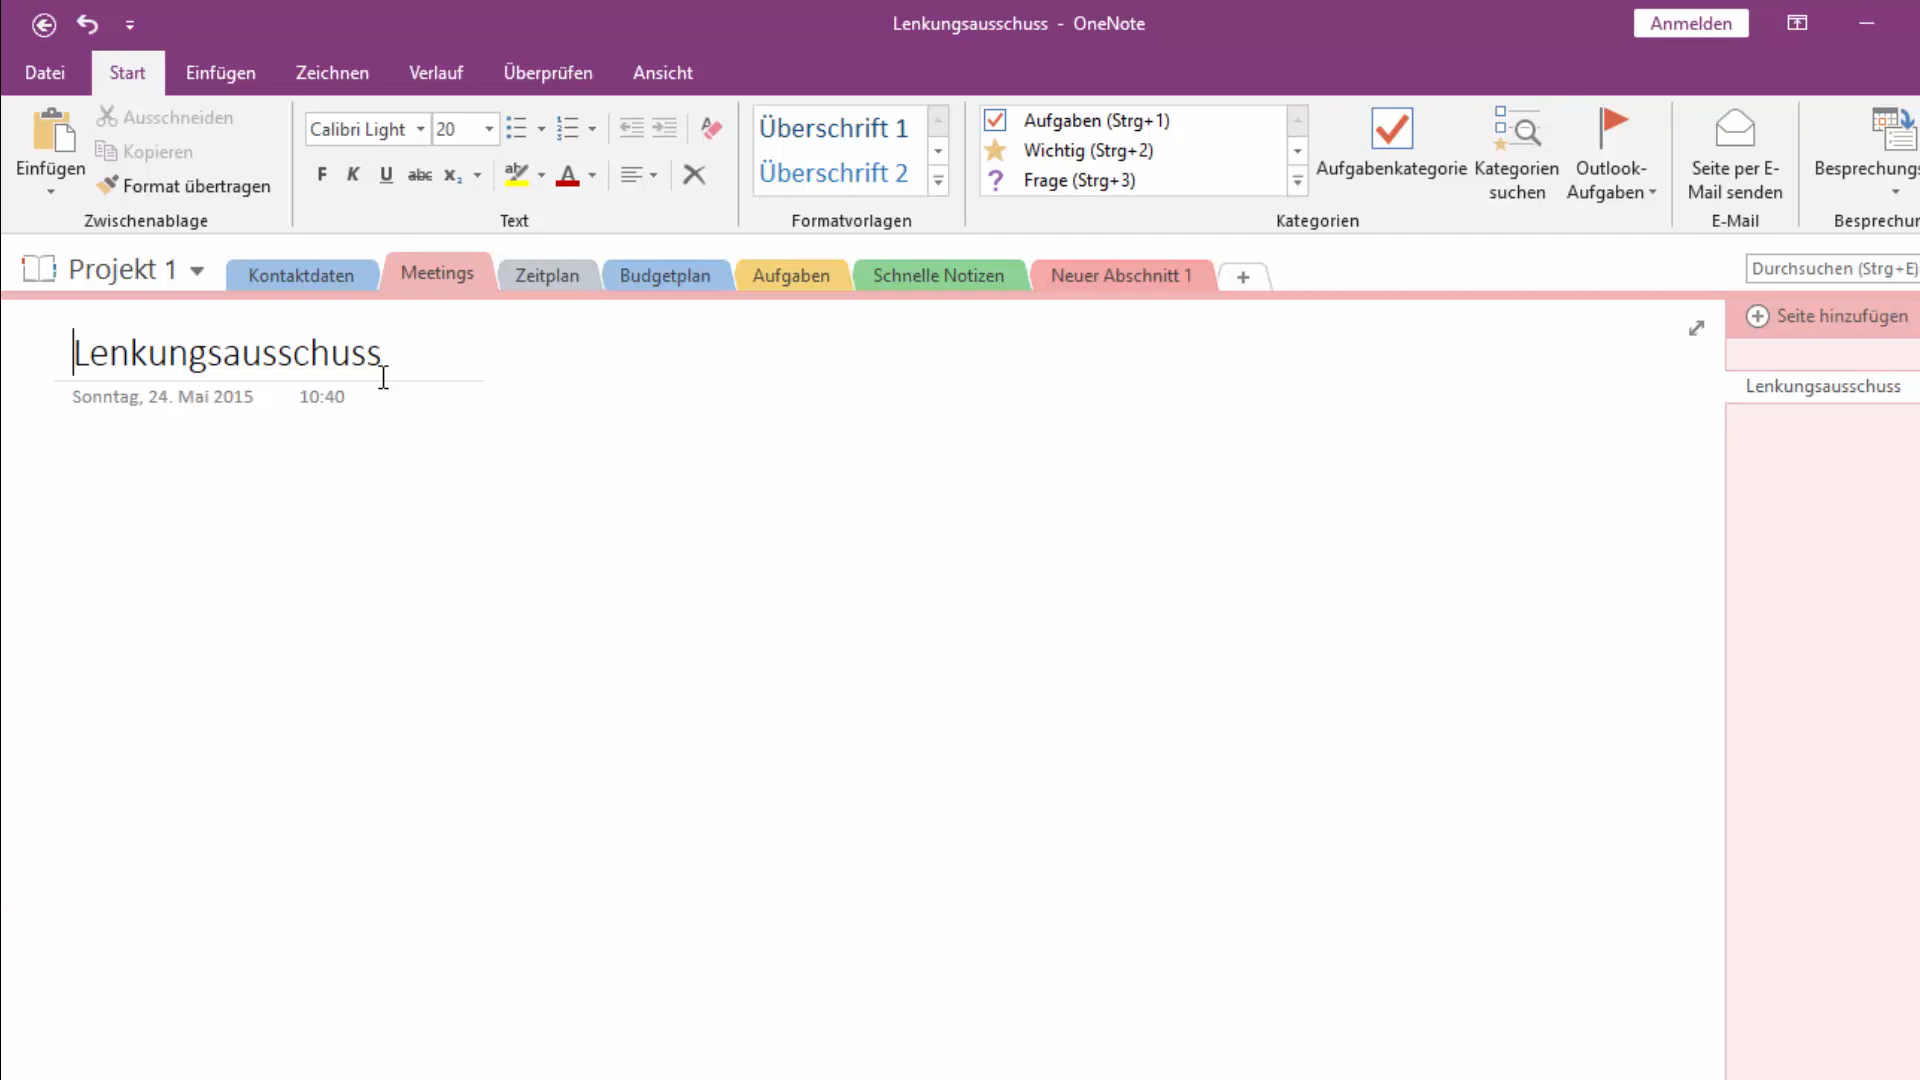 Lenkungsausschuss - OneNote
Anmelden
Datei Start Einfügen Zeichnen Verlauf Überprüfen Ansicht
Einfügen
Ausschneiden
Kopieren
Format übertragen
Zwischenablage
Calibri Light 20
F K U abc x₂ aby A
Text
Überschrift 1
Überschrift 2
Formatvorlagen
Aufgaben (Strg+1)
Wichtig (Strg+2)
? Frage (Strg+3)
Aufgabenkategorie
Kategorien
suchen
Outlook-
Aufgaben
Kategorien
Seite per E-
Mail senden
E-Mail
Besprechungs
Besprechur
Projekt 1 Kontaktdaten Meetings Zeitplan Budgetplan Aufgaben Schnelle Notizen Neuer Abschnitt 1 +
Durchsuchen (Strg+E)
Seite hinzufügen
Lenkungsausschuss
Lenkungsausschuss
Sonntag, 24. Mai 2015 10:40